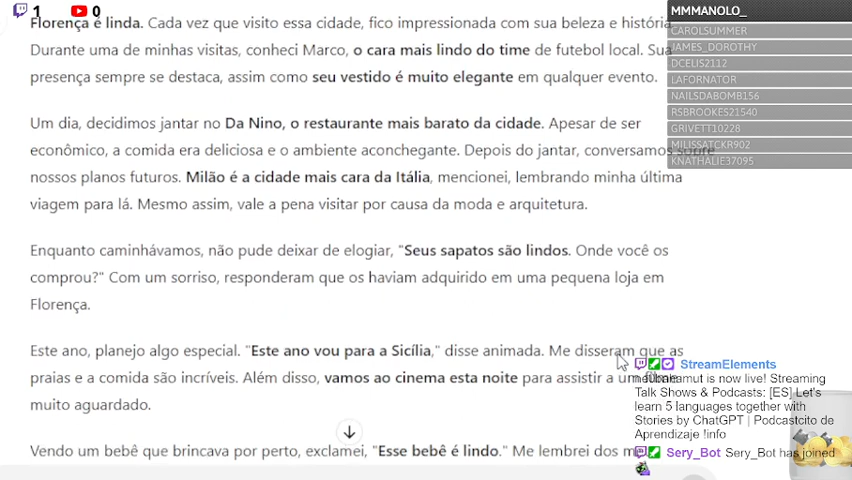 1 0
Florença é linda. Cada vez que visito essa cidade, fico impressionada com sua beleza e história
Durante uma de minhas visitas, conheci Marco, o cara mais lindo do time de futebol local. Sua
presença sempre se destaca, assim como seu vestido é muito elegante em qualquer evento.
Um dia, decidimos jantar no Da Nino, o restaurante mais barato da cidade. Apesar de ser
econômico, a comida era deliciosa e o ambiente aconchegante. Depois do jantar, conversamos sobre
nossos planos futuros. Milão é a cidade mais cara da Itália, mencionei, lembrando minha última
viagem para lá. Mesmo assim, vale a pena visitar por causa da moda e arquitetura.
Enquanto caminhávamos, não pude deixar de elogiar, "Seus sapatos são lindos. Onde você os
comprou?" Com um sorriso, responderam que os haviam adquirido em uma pequena loja em
Florença.
Este ano, planejo algo especial. "Este ano vou para a Sicília," disse animada. Me disseram que as
praias e a comida são incríveis. Além disso, vamos ao cinema esta noite para assistir a um filme
muito aguardado.
Vendo um bebê que brincava por perto, exclamei, "Esse bebê é lindo." Me lembrei dos
MMMANOLO_
CAROLSUMMER
JAMES_DOROTHY
DCEUS2112
LAFORNATOR
NAILSDABOMB156
RSBROOKES21540
GRIVETT10228
MILISSATCKR902
KNATHALIE37095
StreamElements
is now live! Streaming
Talk Shows & Podcasts: [ES] Let's
learn 5 languages together with
Stories by ChatGPT | Podcastcito de
Aprendizaje !info
Sery_Bot Sery_Bot has joined